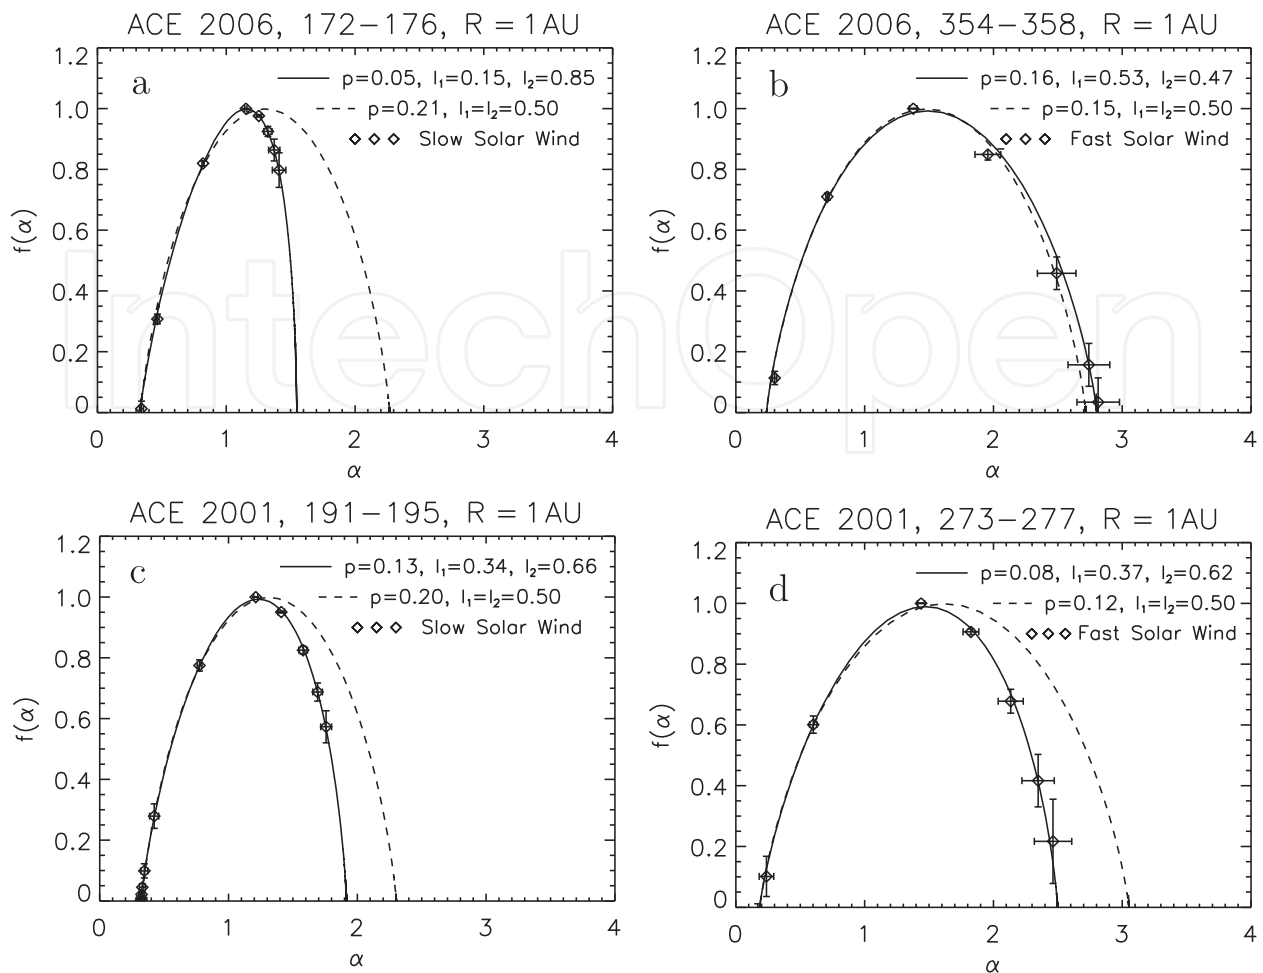 ACE 2006, 172−176, R = 1AU
a
p=0.05, l₁=0.15, l₂=0.85
p=0.21, l₁=l₂=0.50
Slow Solar Wind
1.2
1.0
0.8
0.6
0.4
0.2
0
f(α)
0 1 2 3 4
α
ACE 2006, 354−358, R = 1AU
b
p=0.16, l₁=0.53, l₂=0.47
p=0.15, l₁=l₂=0.50
Fast Solar Wind
1.2
1.0
0.8
0.6
0.4
0.2
0
f(α)
0 1 2 3 4
α
IntechOpen
ACE 2001, 191−195, R = 1AU
c
p=0.13, l₁=0.34, l₂=0.66
p=0.20, l₁=l₂=0.50
Slow Solar Wind
1.2
1.0
0.8
0.6
0.4
0.2
0
f(α)
0 1 2 3 4
α
ACE 2001, 273−277, R = 1AU
d
p=0.08, l₁=0.37, l₂=0.62
p=0.12, l₁=l₂=0.50
Fast Solar Wind
1.2
1.0
0.8
0.6
0.4
0.2
0
f(α)
0 1 2 3 4
α